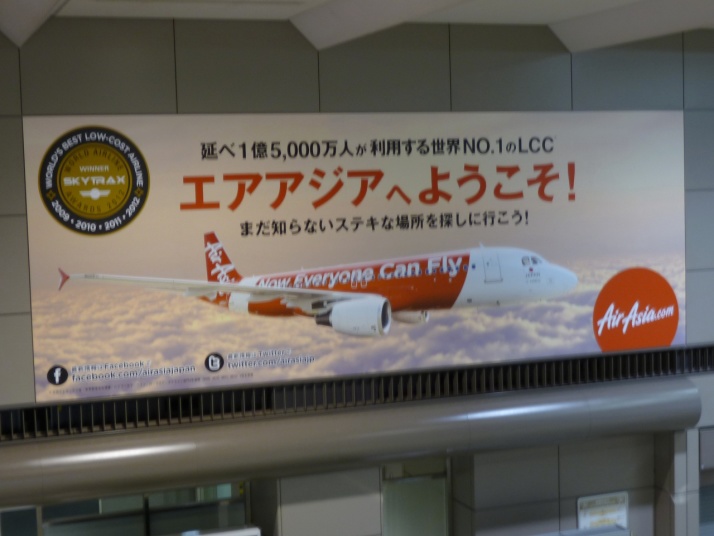 延べ1億5,000万人が利用する世界NO.1のLCC
エアアジアへようこそ!
まだ知らないステキな場所を探しに行こう!
WORLD'S BEST LOW-COST AIRLINE
WORLD AIRLINE AWARDS
WINNER
SKYTRAX
2009 • 2010 • 2011 • 2012
AirAsia
Now Everyone Can Fly
AirAsia.com
facebook.com/airasiajapan
twitter.com/airasiajp